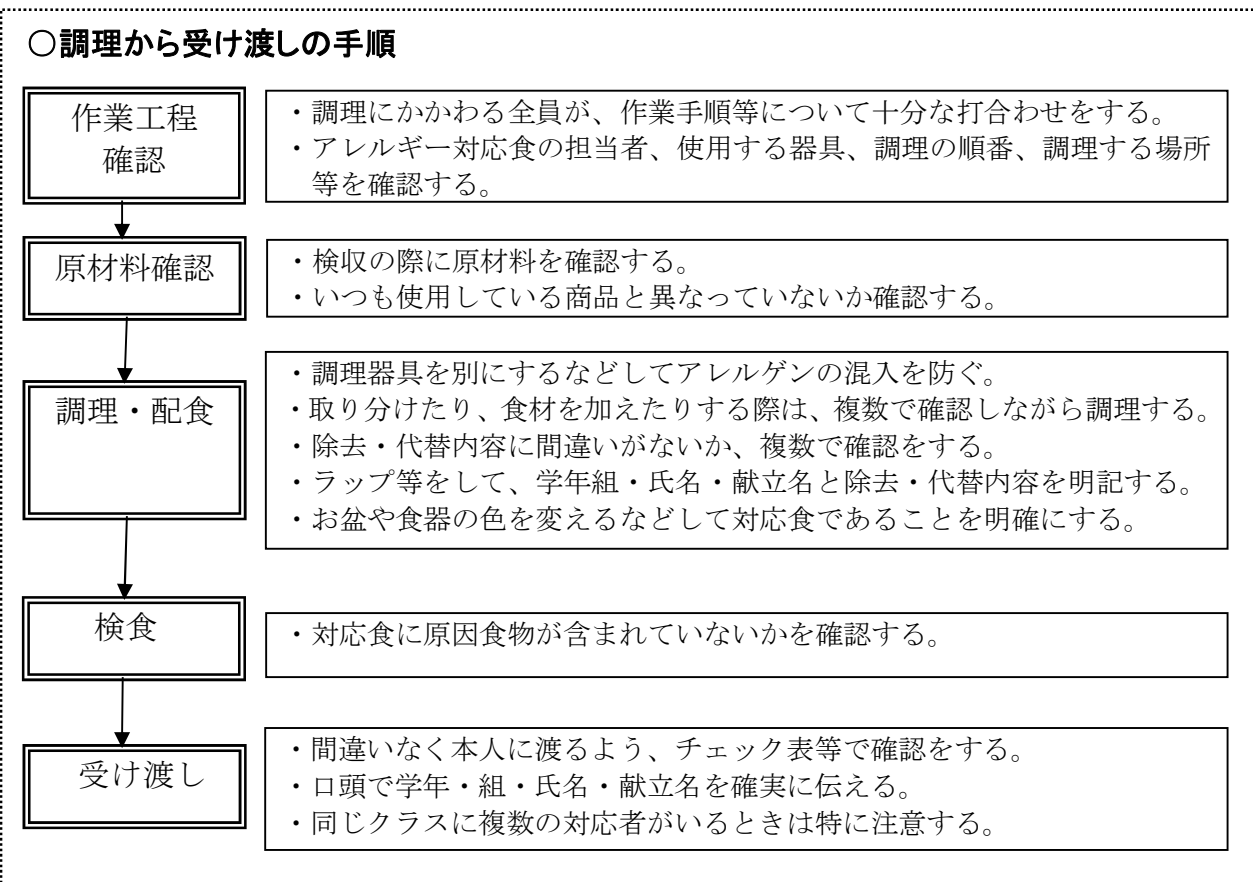 ○調理から受け渡しの手順
作業工程
確認
・調理にかかわる全員が、作業手順等について十分な打合わせをする。
・アレルギー対応食の担当者、使用する器具、調理の順番、調理する場所
等を確認する。
原材料確認
・検収の際に原材料を確認する。
・いつも使用している商品と異なっていないか確認する。
調理・配食
・調理器具を別にするなどしてアレルゲンの混入を防ぐ。
・取り分けたり、食材を加えたりする際は、複数で確認しながら調理する。
・除去・代替内容に間違いがないか、複数で確認をする。
・ラップ等をして、学年組・氏名・献立名と除去・代替内容を明記する。
・お盆や食器の色を変えるなどして対応食であることを明確にする。
検食
・対応食に原因食物が含まれていないかを確認する。
受け渡し
・間違いなく本人に渡るよう、チェック表等で確認をする。
・口頭で学年・組・氏名・献立名を確実に伝える。
・同じクラスに複数の対応者がいるときは特に注意する。